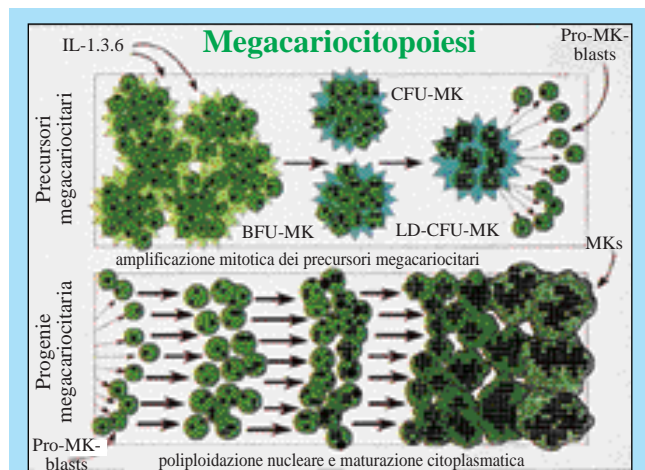 Megacariocitopoiesi
IL-1.3.6
Pro-MK-
blasts
CFU-MK
Precursori
megacariocitari
BFU-MK
LD-CFU-MK
amplificazione mitotica dei precursori megacariocitari
MKs
Progenie
megacariocitaria
Pro-MK-
blasts
poliploidazione nucleare e maturazione citoplasmatica